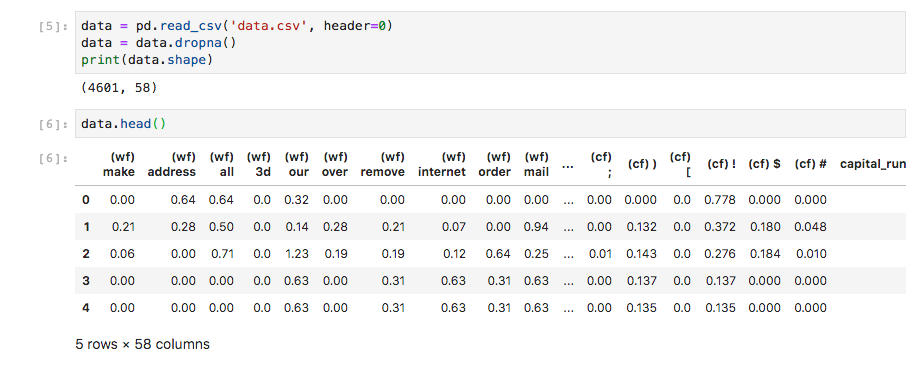 [5]: data = pd.read_csv('data.csv', header=0)
data = data.dropna()
print(data.shape)
(4601, 58)
[6]: data.head()
[6]: (wf) make (wf) address (wf) all (wf) 3d (wf) our (wf) over (wf) remove (wf) internet (wf) order (wf) mail ... (cf) ; (cf) ) (cf) [ (cf) ! (cf) $ (cf) # capital_run
0 0.00 0.64 0.64 0.0 0.32 0.00 0.00 0.00 0.00 0.00 ... 0.00 0.000 0.0 0.778 0.000 0.000
1 0.21 0.28 0.50 0.0 0.14 0.28 0.21 0.07 0.00 0.94 ... 0.00 0.132 0.0 0.372 0.180 0.048
2 0.06 0.00 0.71 0.0 1.23 0.19 0.19 0.12 0.64 0.25 ... 0.01 0.143 0.0 0.276 0.184 0.010
3 0.00 0.00 0.00 0.0 0.63 0.00 0.31 0.63 0.31 0.63 ... 0.00 0.137 0.0 0.137 0.000 0.000
4 0.00 0.00 0.00 0.0 0.63 0.00 0.31 0.63 0.31 0.63 ... 0.00 0.135 0.0 0.135 0.000 0.000
5 rows × 58 columns